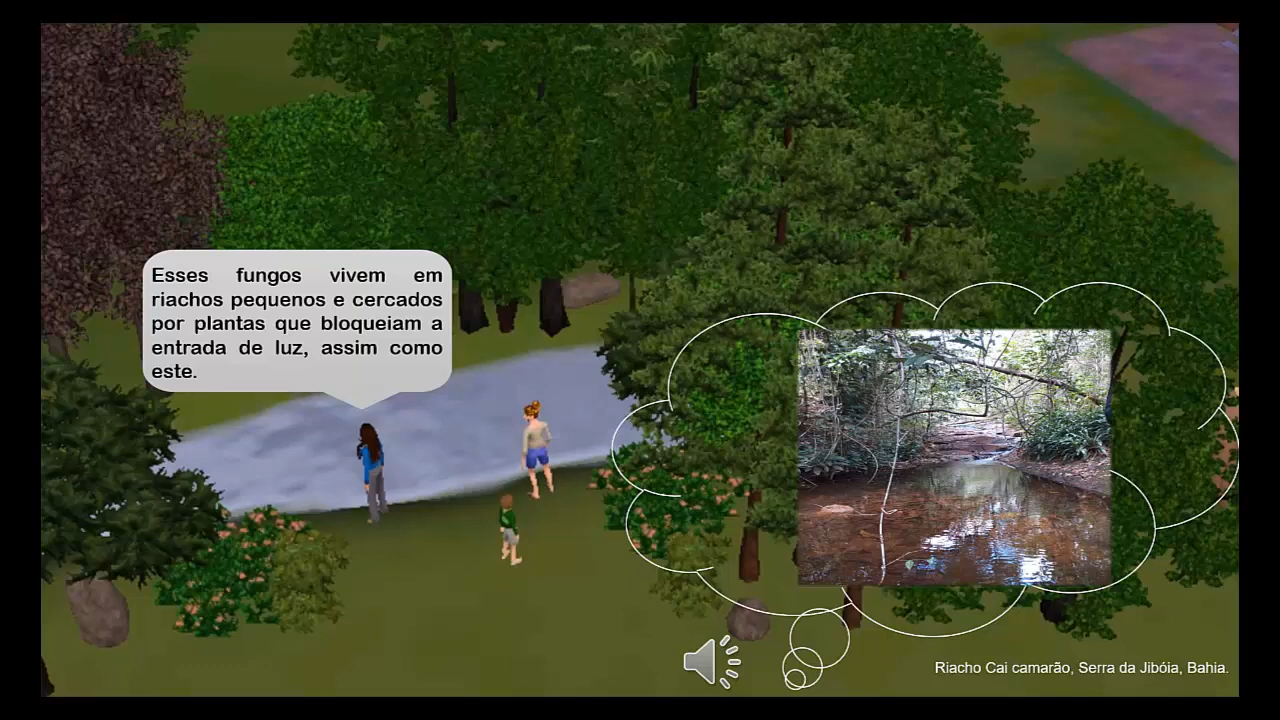 Esses fungos vivem em
riachos pequenos e cercados
por plantas que bloqueiam a
entrada de luz, assim como
este.
Riacho Cai camarão, Serra da Jibóia, Bahia.